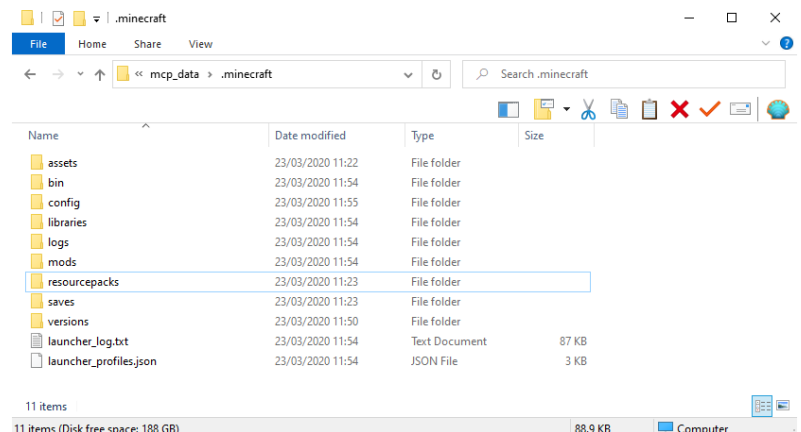 .minecraft
File Home Share View
« mcp_data › .minecraft Search .minecraft
Name Date modified Type Size
assets 23/03/2020 11:22 File folder
bin 23/03/2020 11:54 File folder
config 23/03/2020 11:55 File folder
libraries 23/03/2020 11:54 File folder
logs 23/03/2020 11:54 File folder
mods 23/03/2020 11:54 File folder
resourcepacks 23/03/2020 11:23 File folder
saves 23/03/2020 11:23 File folder
versions 23/03/2020 11:50 File folder
launcher_log.txt 23/03/2020 11:54 Text Document 87 KB
launcher_profiles.json 23/03/2020 11:54 JSON File 3 KB
11 items
11 items (Disk free space: 188 GB) 88.9 KB Computer